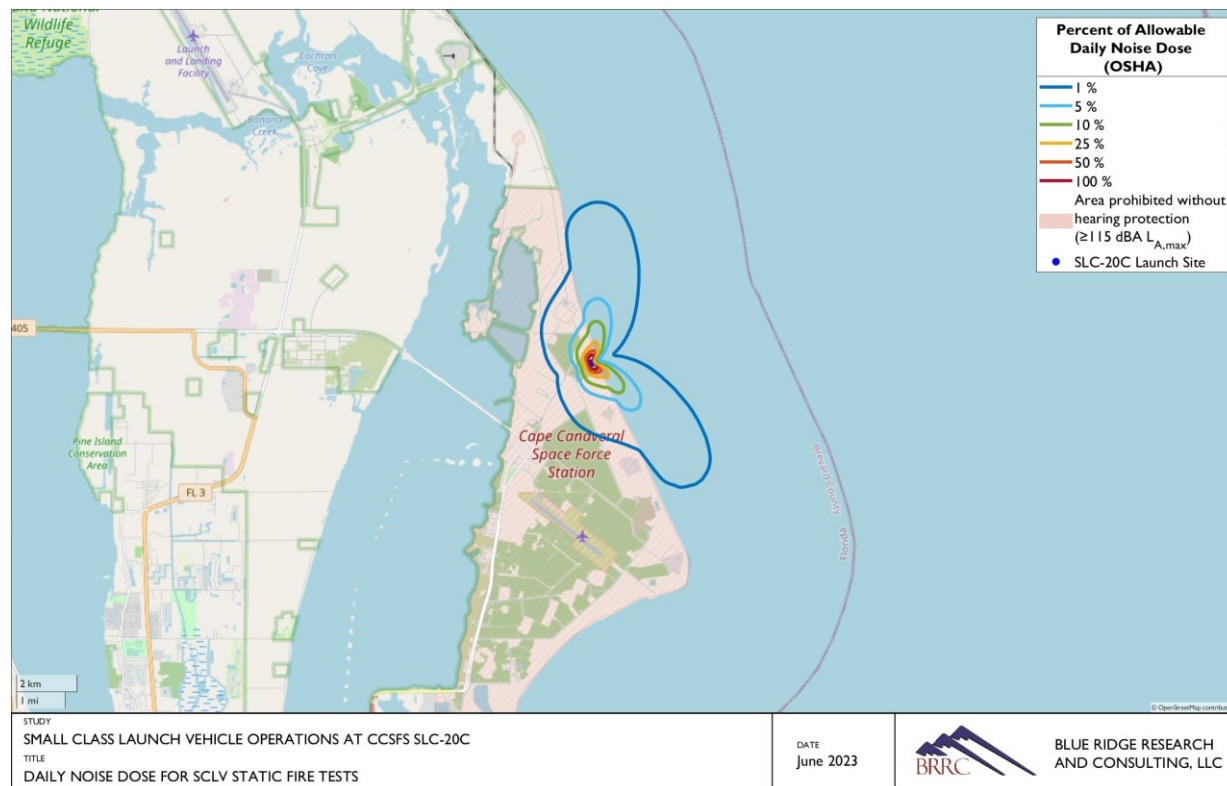 Wildlife
Refuge
Launch
and Landing
Facility
Cochran
Cove
Banana
Creek
405
Pine Island
Conservation
Area
FL 3
Cape Canaveral
Space Force
Station
Brevard County
Florida
2 km
1 mi
Percent of Allowable
Daily Noise Dose
(OSHA)
1 %
5 %
10 %
25 %
50 %
100 %
Area prohibited without
hearing protection
(≥115 dBA L_A,max)
SLC-20C Launch Site
STUDY
SMALL CLASS LAUNCH VEHICLE OPERATIONS AT CCSFS SLC-20C
TITLE
DAILY NOISE DOSE FOR SCLV STATIC FIRE TESTS
DATE
June 2023
BRRC
BLUE RIDGE RESEARCH
AND CONSULTING, LLC